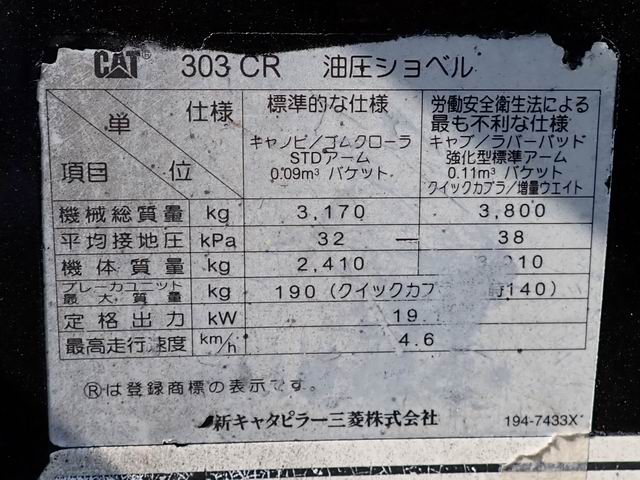 CAT® 303 CR 油圧ショベル
単 仕様
位 項目
標準的な仕様
キャノピ/ゴムクローラ
STDアーム
0.09m³ バケット
労働安全衛生法による
最も不利な仕様
キャブ/ラバーパッド
強化型標準アーム
0.11m³ バケット
クイックカプラ/増量ウエイト
機械総質量 kg 3,170 3,800
平均接地圧 kPa 32 — 38
機体質量 kg 2,410
ブレーカユニット
最大質量 kg 190 (クイックカプ 140)
定格出力 kW 19.
最高走行速度 km/h 4.6
®は登録商標の表示です。
新キャタピラー三菱株式会社 194-7433X